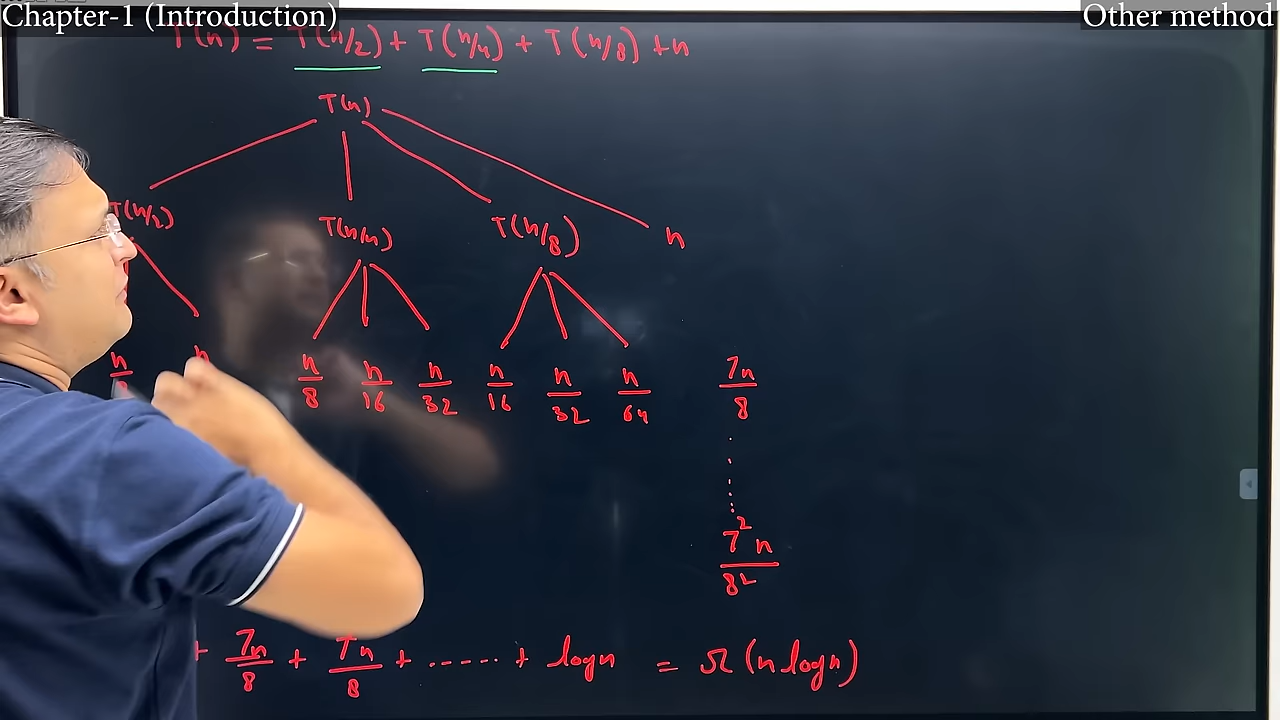 Chapter-1 (Introduction)
Other method
T(n) = T(n/2) + T(n/4) + T(n/8) + n
T(n)
T(n/2) T(n/4) T(n/8) n
n/8 n n/8 n/16 n/32 n/16 n/32 n/64 7n/8
7²n/8²
+ 7n/8 + 7n/8 + ...... + logn = Ω(n logn)